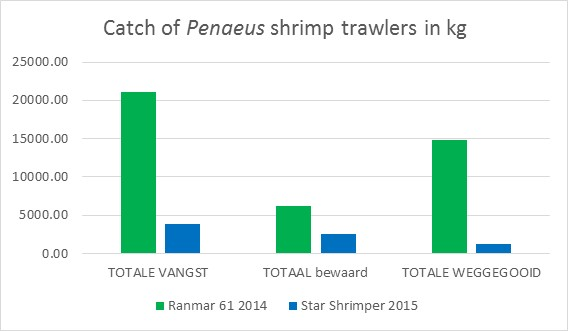 Catch of Penaeus shrimp trawlers in kg
25000.00
20000.00
15000.00
10000.00
5000.00
0.00
TOTALE VANGST TOTAAL bewaard TOTALE WEGGEGOOID
Ranmar 61 2014 Star Shrimper 2015